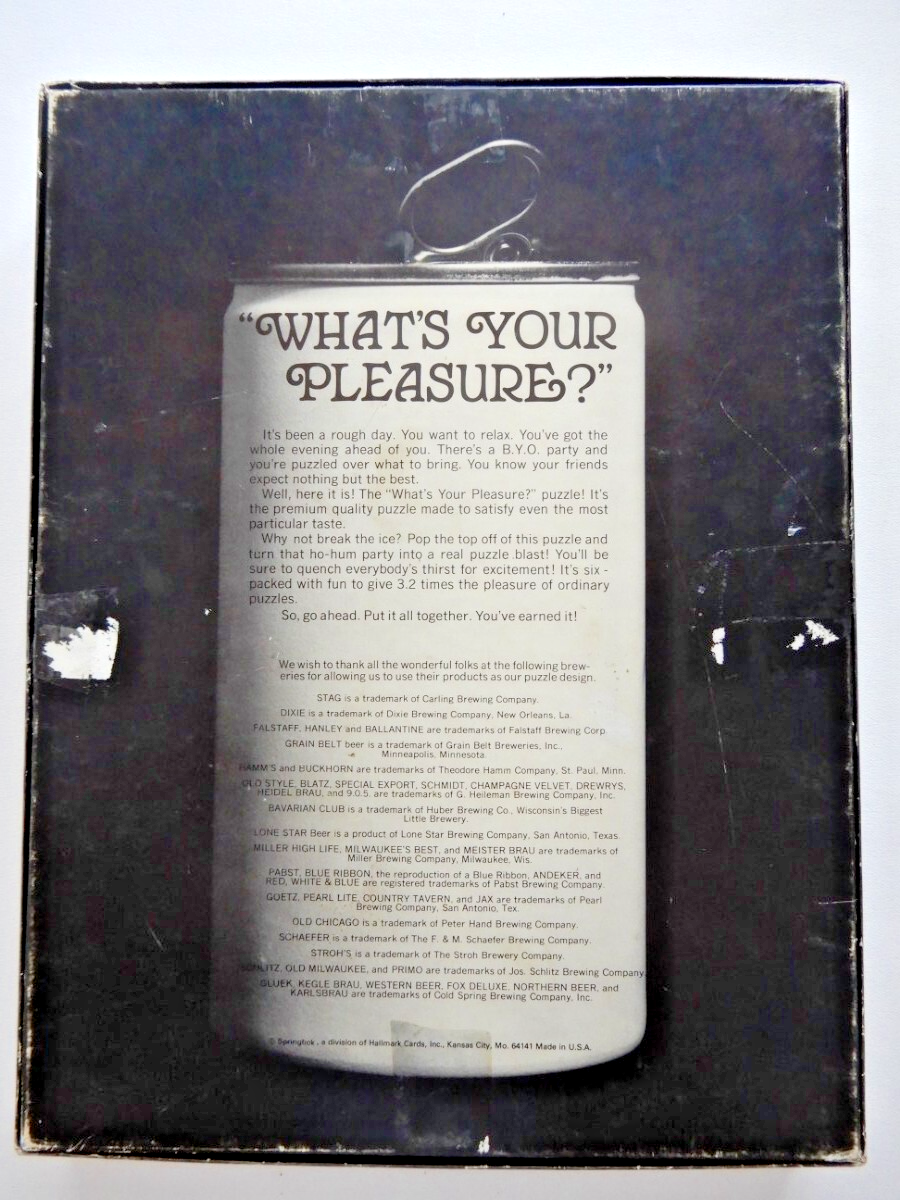 “WHAT'S YOUR
PLEASURE?”
It's been a rough day. You want to relax. You've got the
whole evening ahead of you. There's a B.Y.O. party and
you're puzzled over what to bring. You know your friends
expect nothing but the best.
Well, here it is! The “What's Your Pleasure?” puzzle! It's
the premium quality puzzle made to satisfy even the most
particular taste.
Why not break the ice? Pop the top off of this puzzle and
turn that ho-hum party into a real puzzle blast! You'll be
sure to quench everybody's thirst for excitement! It's six-
packed with fun to give 3.2 times the pleasure of ordinary
puzzles.
So, go ahead. Put it all together. You've earned it!
We wish to thank all the wonderful folks at the following brew-
eries for allowing us to use their products as our puzzle design.
STAG is a trademark of Carling Brewing Company.
DIXIE is a trademark of Dixie Brewing Company, New Orleans, La.
FALSTAFF, HANLEY and BALLANTINE are trademarks of Falstaff Brewing Corp.
GRAIN BELT beer is a trademark of Grain Belt Breweries, Inc.,
Minneapolis, Minnesota.
HAMM'S and BUCKHORN are trademarks of Theodore Hamm Company, St. Paul, Minn.
OLD STYLE, BLATZ, SPECIAL EXPORT, SCHMIDT, CHAMPAGNE VELVET, DREWRYS,
HEIDEL BRAU, and 9.0.5. are trademarks of G. Heileman Brewing Company, Inc.
BAVARIAN CLUB is a trademark of Huber Brewing Co., Wisconsin's Biggest
Little Brewery.
LONE STAR Beer is a product of Lone Star Brewing Company, San Antonio, Texas
MILLER HIGH LIFE, MILWAUKEE'S BEST, and MEISTER BRAU are trademarks of
Miller Brewing Company, Milwaukee, Wis.
PABST, BLUE RIBBON, the reproduction of a Blue Ribbon, ANDEKER, and
RED, WHITE & BLUE are registered trademarks of Pabst Brewing Company.
GOETZ, PEARL LITE, COUNTRY TAVERN, and JAX are trademarks of Pearl
Brewing Company, San Antonio, Tex.
OLD CHICAGO is a trademark of Peter Hand Brewing Company.
SCHAEFER is a trademark of The F. & M. Schaefer Brewing Company.
STROH'S is a trademark of The Stroh Brewery Company.
SCHLITZ, OLD MILWAUKEE, and PRIMO are trademarks of Jos. Schlitz Brewing Company.
GLUEK, KEGLE BRAU, WESTERN BEER, FOX DELUXE, NORTHERN BEER, and
KARLSBRAU are trademarks of Cold Spring Brewing Company, Inc.
© Springbok, a division of Hallmark Cards, Inc., Kansas City, Mo. 64141 Made in U.S.A.